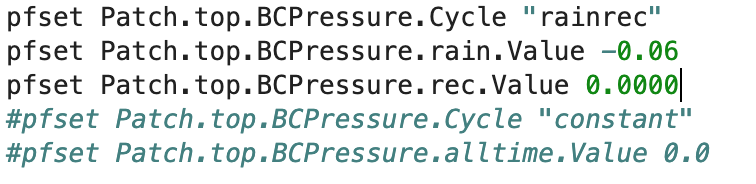 pfset Patch.top.BCPressure.Cycle "rainrec"
pfset Patch.top.BCPressure.rain.Value -0.06
pfset Patch.top.BCPressure.rec.Value 0.0000
#pfset Patch.top.BCPressure.Cycle "constant"
#pfset Patch.top.BCPressure.alltime.Value 0.0